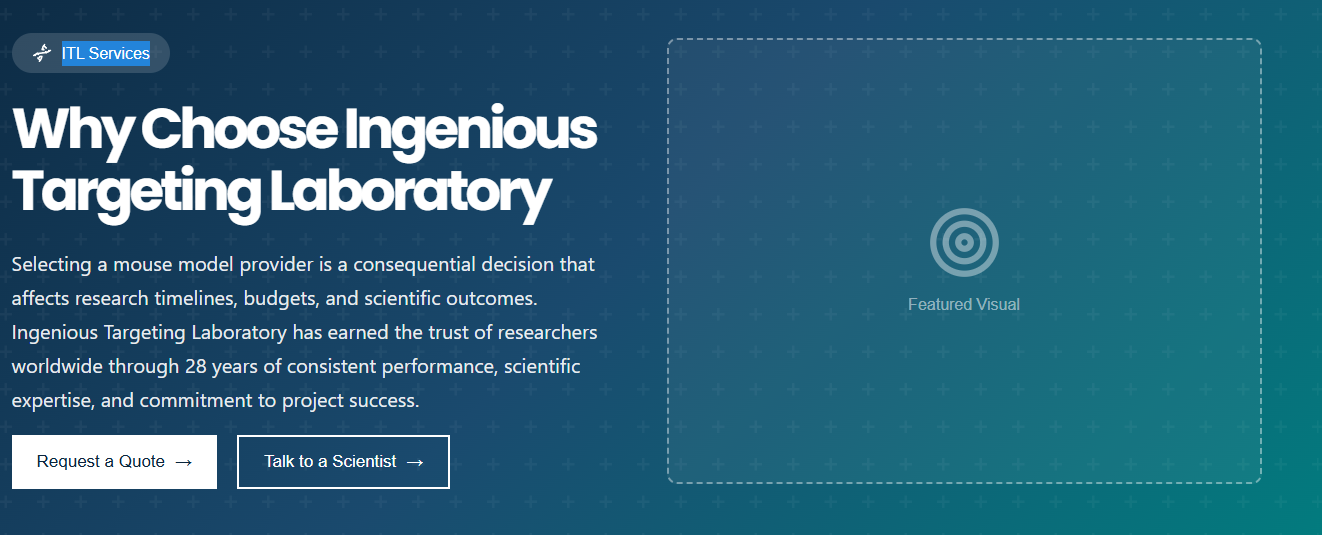 ITL Services
Why Choose Ingenious
Targeting Laboratory
Selecting a mouse model provider is a consequential decision that
affects research timelines, budgets, and scientific outcomes.
Ingenious Targeting Laboratory has earned the trust of researchers
worldwide through 28 years of consistent performance, scientific
expertise, and commitment to project success.
Request a Quote →
Talk to a Scientist →
Featured Visual